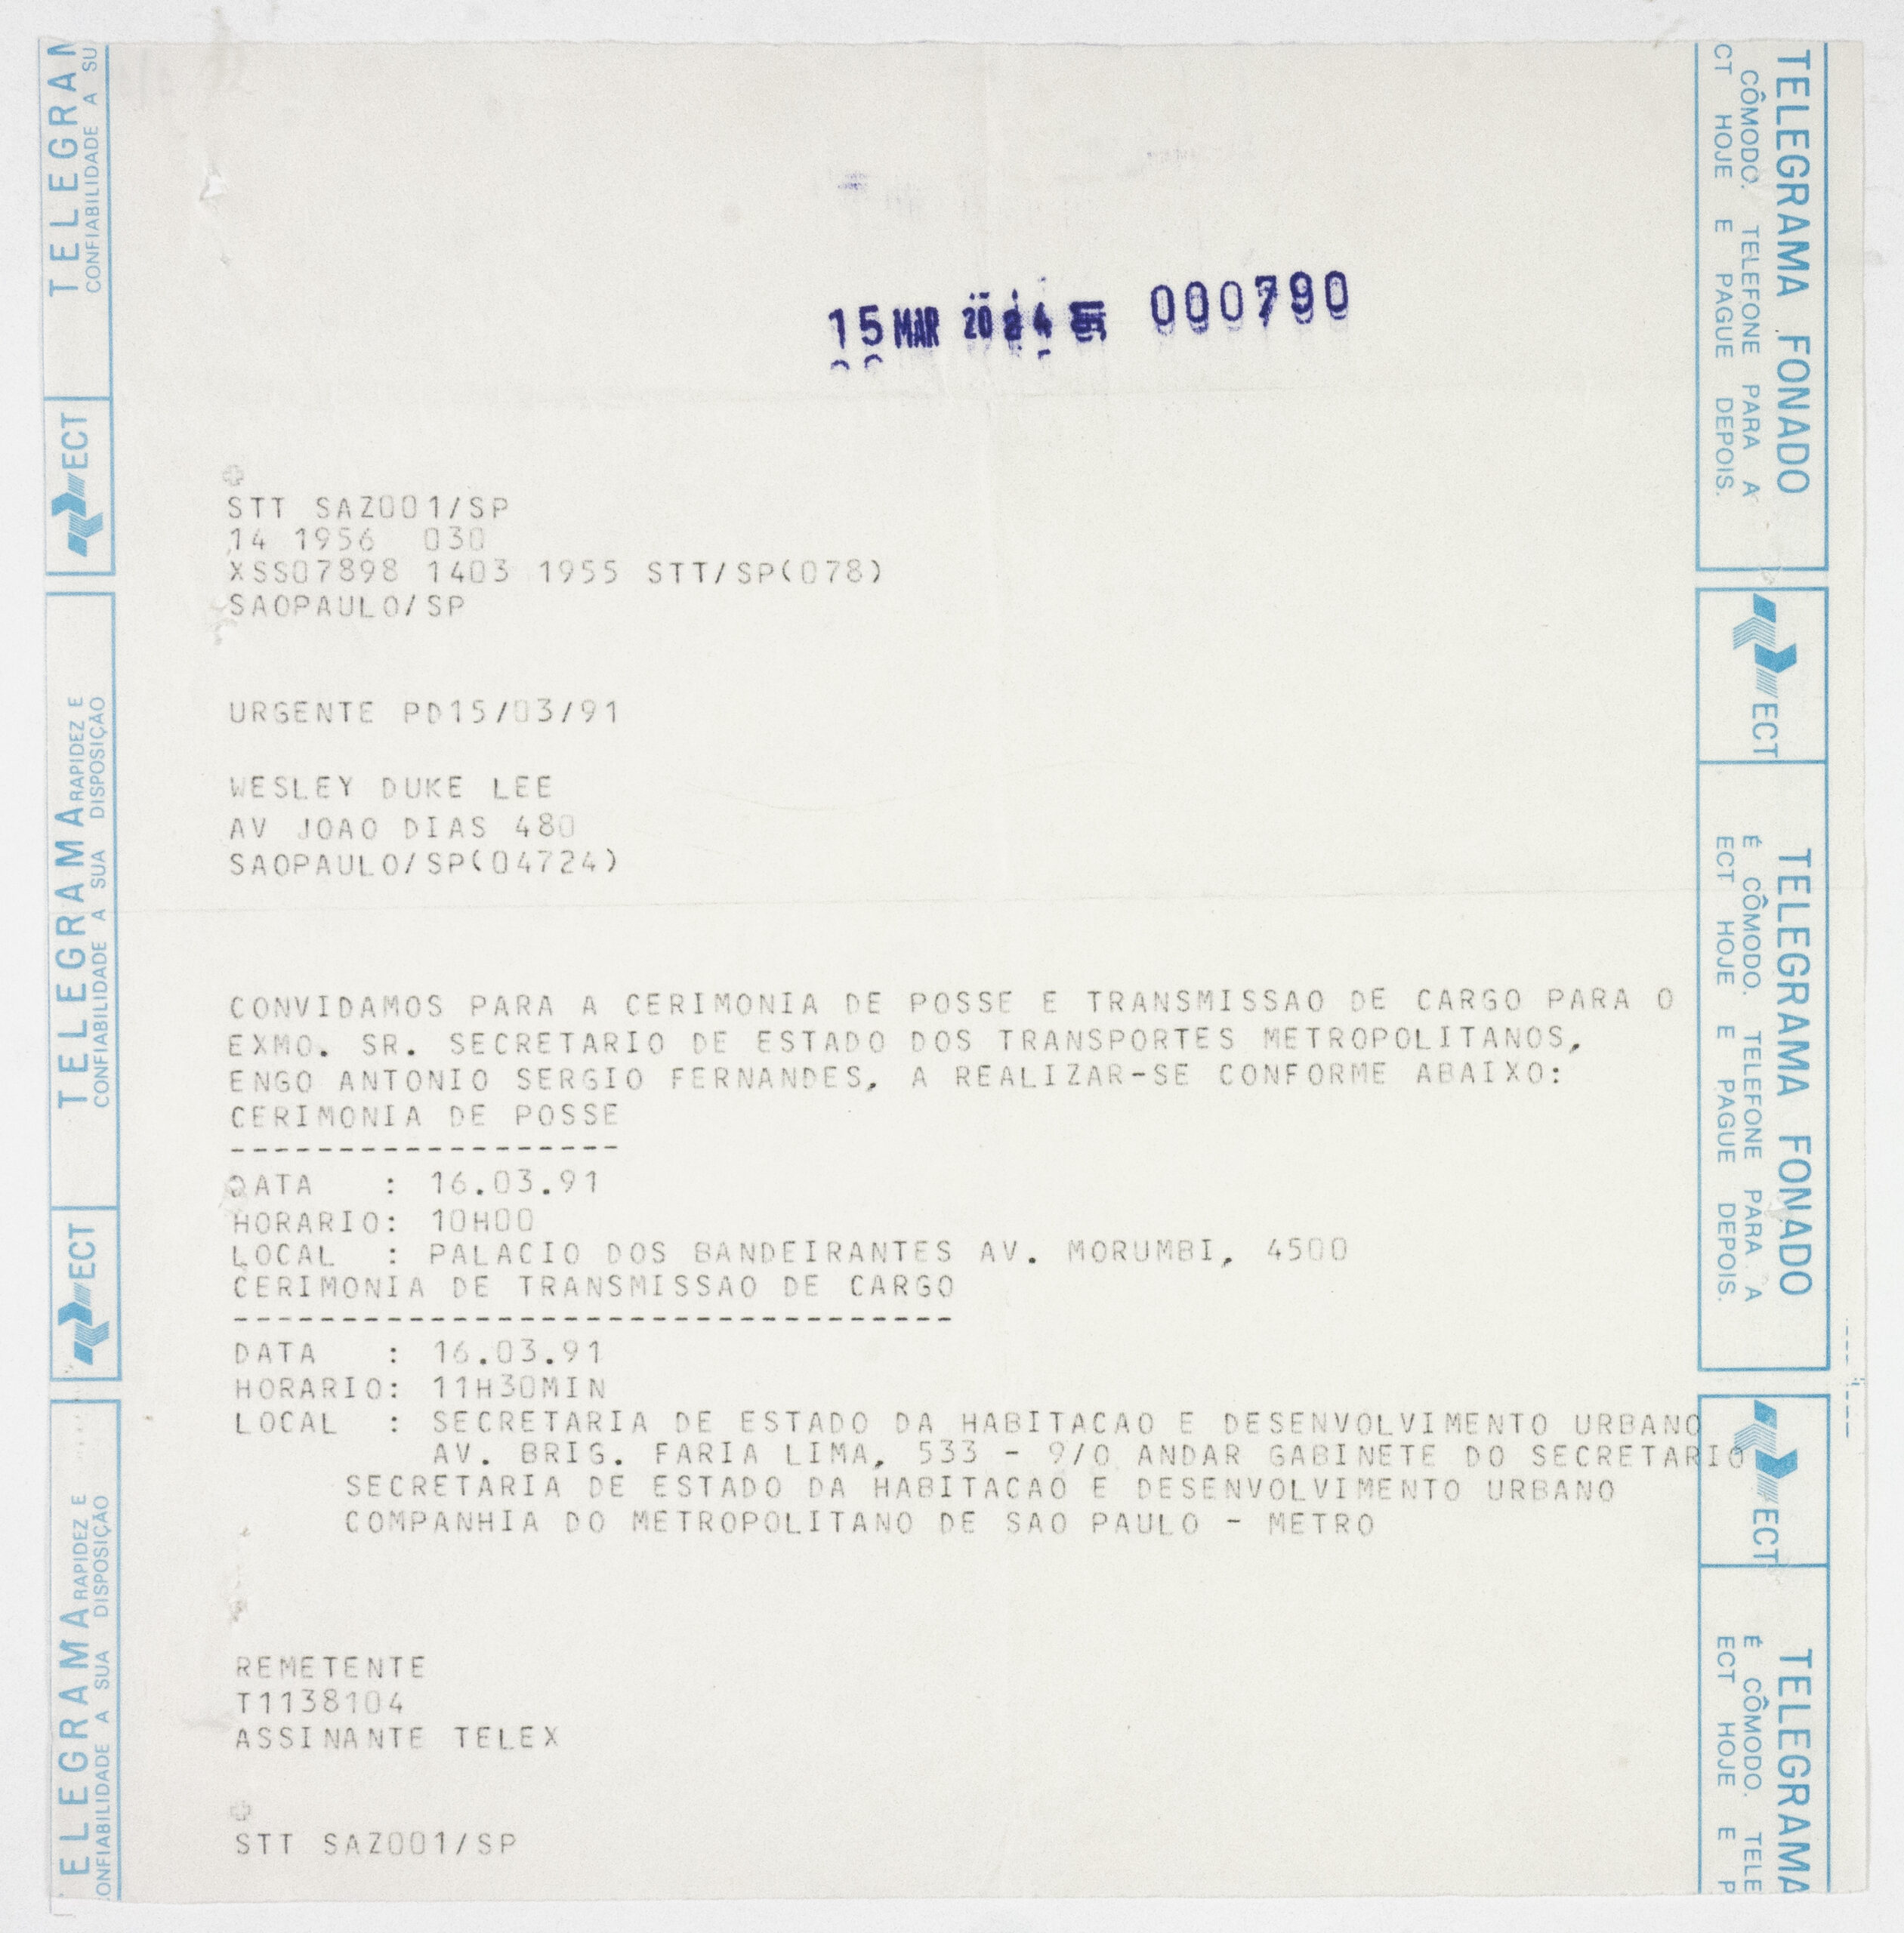 15 MAR 20 000790
STT SAZ001/SP
14 1956 030
XSS07898 1403 1955 STT/SP(078)
SAOPAULO/SP
URGENTE PD15/03/91
WESLEY DUKE LEE
AV JOAO DIAS 480
SAOPAULO/SP(04724)
CONVIDAMOS PARA A CERIMONIA DE POSSE E TRANSMISSAO DE CARGO PARA O
EXMO. SR. SECRETARIO DE ESTADO DOS TRANSPORTES METROPOLITANOS,
ENGO ANTONIO SERGIO FERNANDES, A REALIZAR-SE CONFORME ABAIXO:
CERIMONIA DE POSSE
------------------
DATA : 16.03.91
HORARIO: 10H00
LOCAL : PALACIO DOS BANDEIRANTES AV. MORUMBI, 4500
CERIMONIA DE TRANSMISSAO DE CARGO
---------------------------------
DATA : 16.03.91
HORARIO: 11H30MIN
LOCAL : SECRETARIA DE ESTADO DA HABITACAO E DESENVOLVIMENTO URBANO
AV. BRIG. FARIA LIMA, 533 - 9/O ANDAR GABINETE DO SECRETARIO
SECRETARIA DE ESTADO DA HABITACAO E DESENVOLVIMENTO URBANO
COMPANHIA DO METROPOLITANO DE SAO PAULO - METRO
REMETENTE
T1138104
ASSINANTE TELEX
STT SAZ001/SP
TELEGRAM
CONFIABILIDADE A SU
ECT
TELEGRAMA RAPIDEZ E
CONFIABILIDADE A SUA DISPOSIÇÃO
ECT
ELEGRAMA RAPIDEZ E
ONFIABILIDADE A SUA DISPOSIÇÃO
TELEGRAMA FONADO
CÔMODO. TELEFONE PARA A
CT HOJE E PAGUE DEPOIS.
ECT
TELEGRAMA FONADO
É CÔMODO. TELEFONE PARA A
ECT HOJE E PAGUE DEPOIS.
ECT
TELEGRAMA
É CÔMODO. TELE
ECT HOJE E P